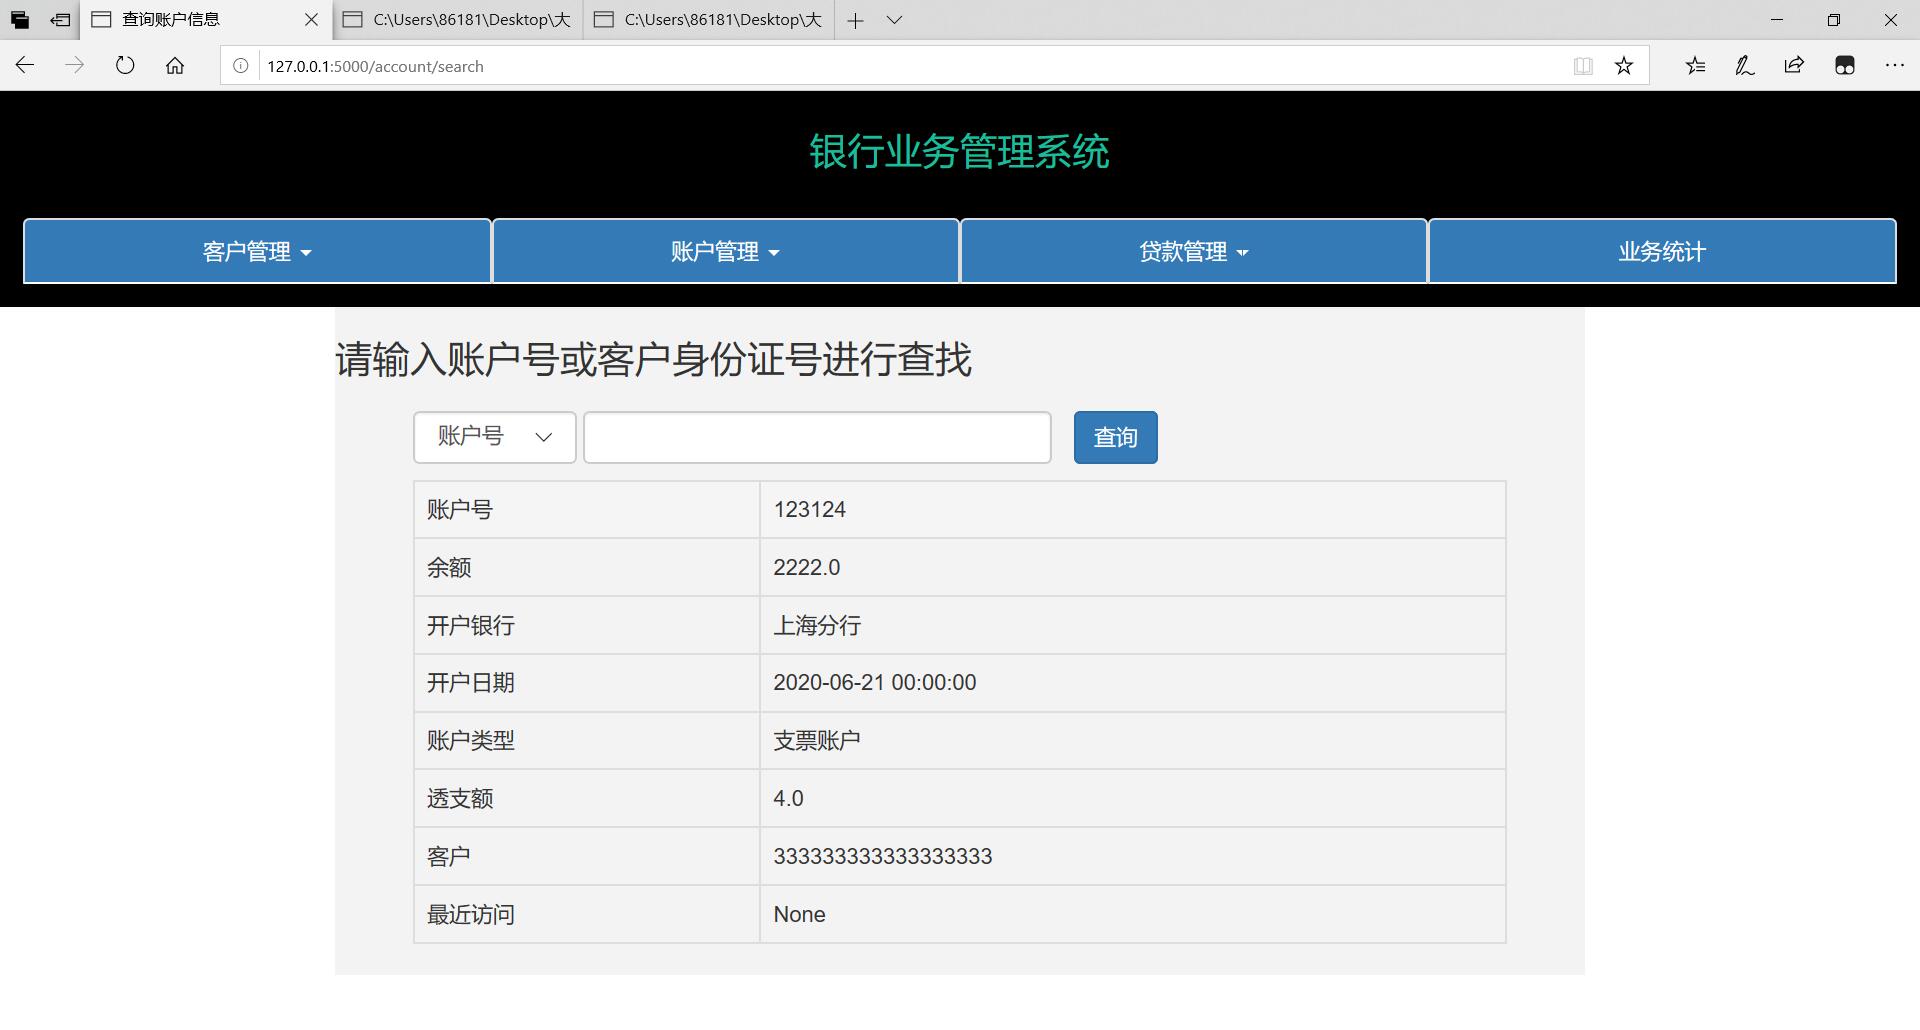 查询账户信息
C:\Users\86181\Desktop\大
C:\Users\86181\Desktop\大
127.0.0.1:5000/account/search
银行业务管理系统
客户管理
账户管理
贷款管理
业务统计
请输入账户号或客户身份证号进行查找
账户号
查询
账户号 123124
余额 2222.0
开户银行 上海分行
开户日期 2020-06-21 00:00:00
账户类型 支票账户
透支额 4.0
客户 333333333333333333
最近访问 None